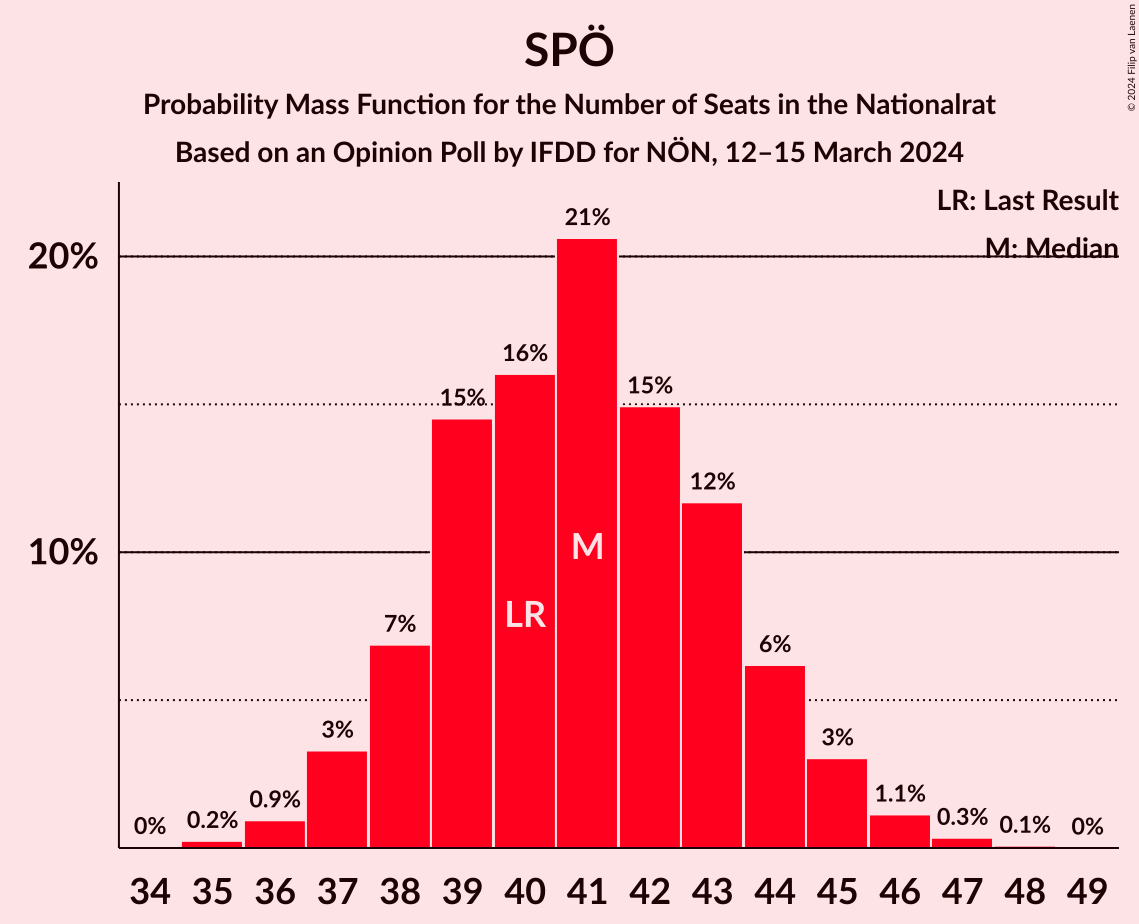 SPÖ
Probability Mass Function for the Number of Seats in the Nationalrat
Based on an Opinion Poll by IFDD for NÖN, 12–15 March 2024
© 2024 Filip van Laenen
LR: Last Result
M: Median
20%
10%
0%
0.2%
0.9%
3%
7%
15%
16%
21%
15%
12%
6%
3%
1.1%
0.3%
0.1%
0%
LR
M
34 35 36 37 38 39 40 41 42 43 44 45 46 47 48 49